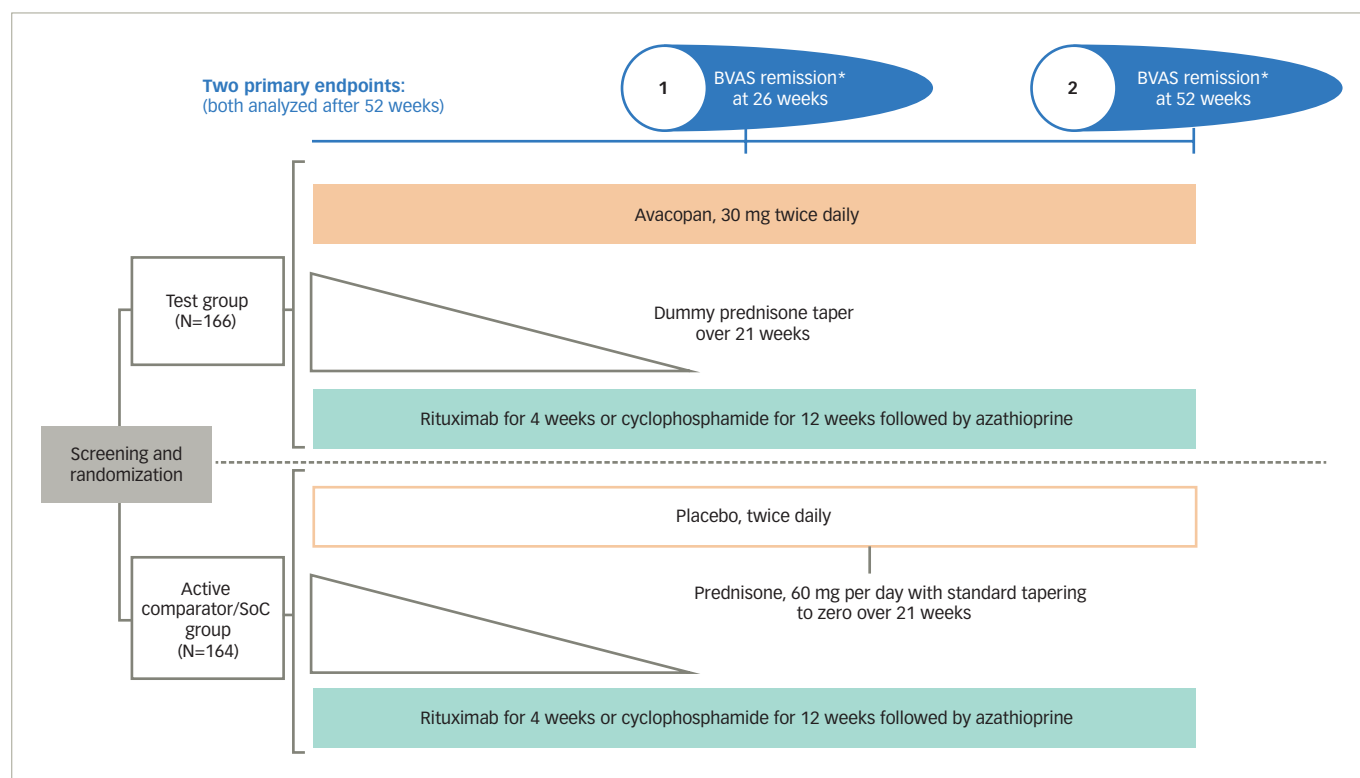 Two primary endpoints:
(both analyzed after 52 weeks)
1
BVAS remission*
at 26 weeks
2
BVAS remission*
at 52 weeks
Avacopan, 30 mg twice daily
Test group
(N=166)
Dummy prednisone taper
over 21 weeks
Rituximab for 4 weeks or cyclophosphamide for 12 weeks followed by azathioprine
Screening and
randomization
Placebo, twice daily
Active
comparator/SoC
group
(N=164)
Prednisone, 60 mg per day with standard tapering
to zero over 21 weeks
Rituximab for 4 weeks or cyclophosphamide for 12 weeks followed by azathioprine